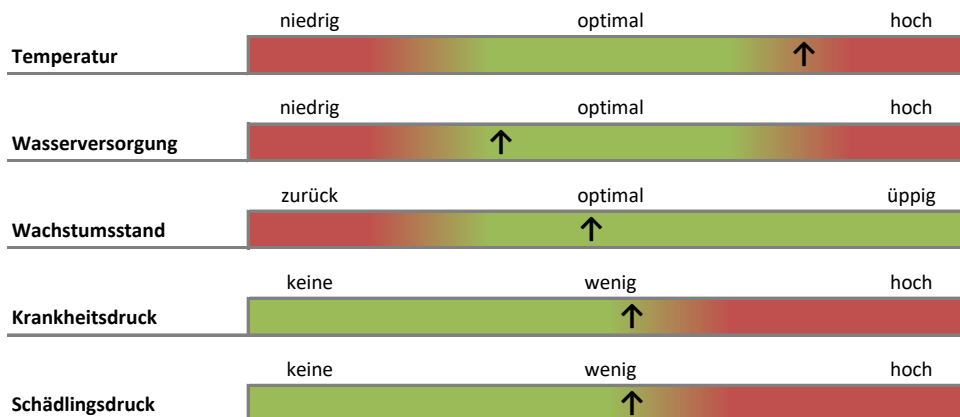 niedrig optimal hoch
Temperatur
niedrig optimal hoch
Wasserversorgung
zurück optimal üppig
Wachstumsstand
keine wenig hoch
Krankheitsdruck
keine wenig hoch
Schädlingsdruck